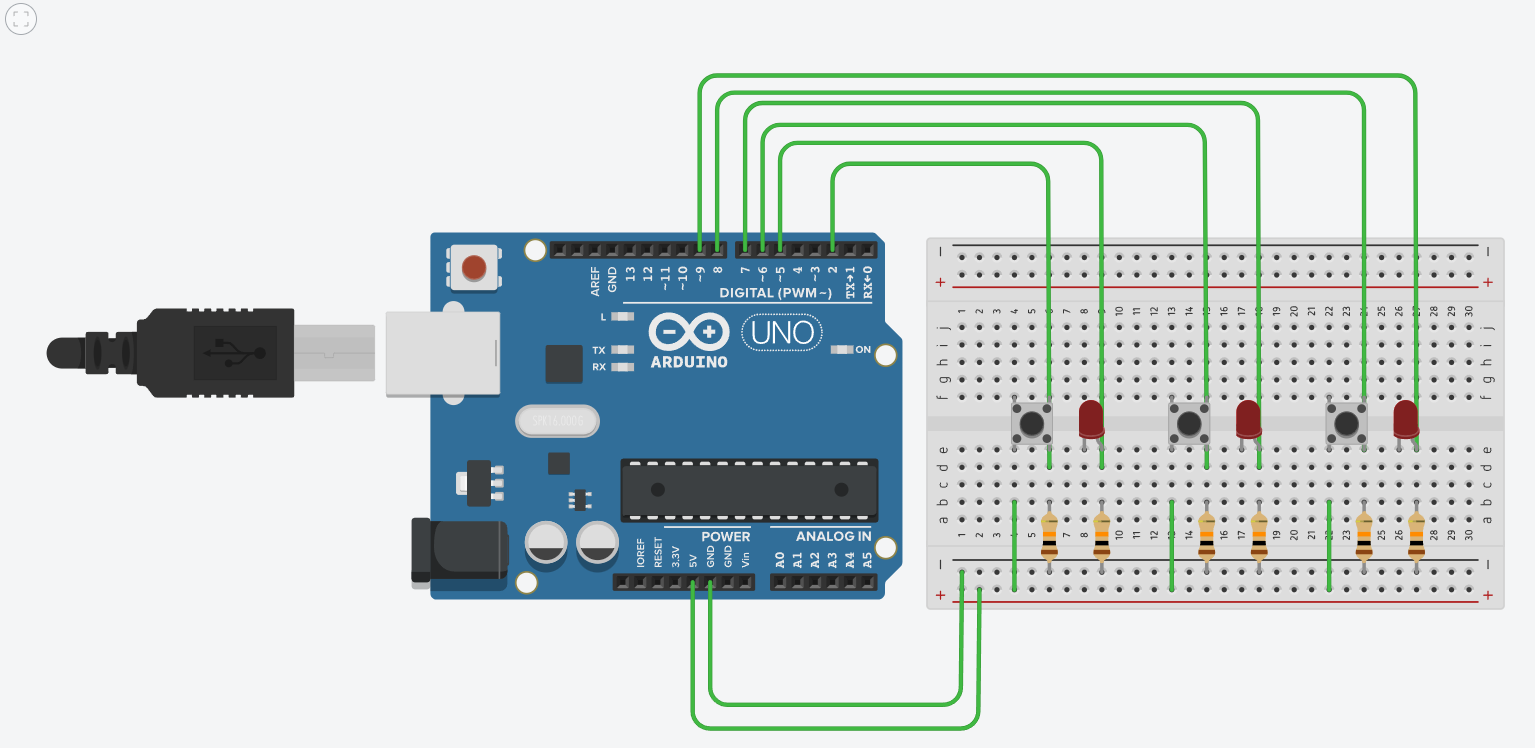 AREF
GND
13
12
~11
~10
~9
8
7
~6
~5
4
~3
2
TX→1
RX←0
DIGITAL (PWM~)
L
TX
RX
ARDUINO
UNO
ON
SPK16.000G
POWER
ANALOG IN
IOREF
RESET
3.3V
5V
GND
GND
Vin
A0
A1
A2
A3
A4
A5
− −
+ +
1 2 3 4 5 6 7 8 9 10 11 12 13 14 15 16 17 18 19 20 21 22 23 24 25 26 27 28 29 30
j j
i i
h h
g g
f f
e e
d d
c c
b b
a a
1 2 3 4 5 6 7 8 9 10 11 12 13 14 15 16 17 18 19 20 21 22 23 24 25 26 27 28 29 30
− −
+ +